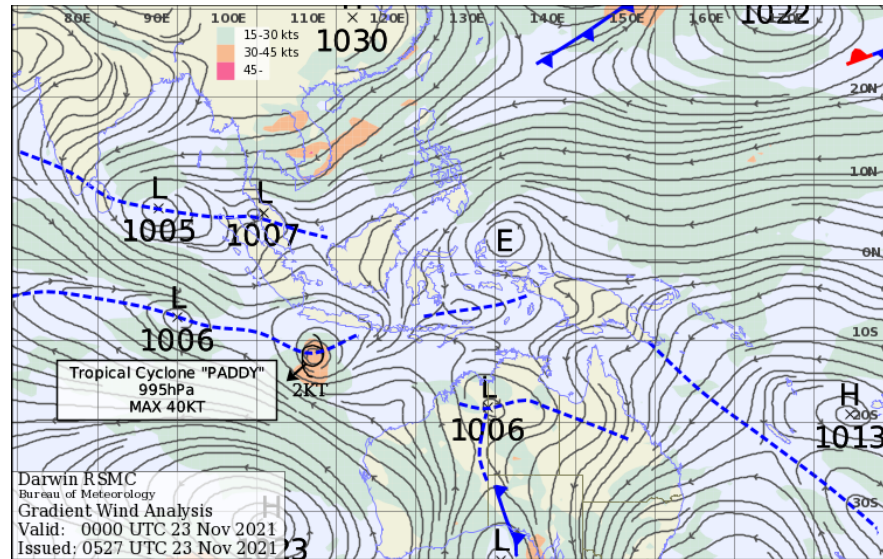 80E 90E 100E 110E 120E 130E 140E 150E 160E
H
1030
1022
15-30 kts
30-45 kts
45-
20N
10N
L
1005
L
1007
E
0N
L
1006
10S
Tropical Cyclone "PADDY"
995hPa
MAX 40KT
2KT
L
1006
H
20S
1013
Darwin RSMC
Bureau of Meteorology
Gradient Wind Analysis
Valid: 0000 UTC 23 Nov 2021
Issued: 0527 UTC 23 Nov 2021
H
30S
L